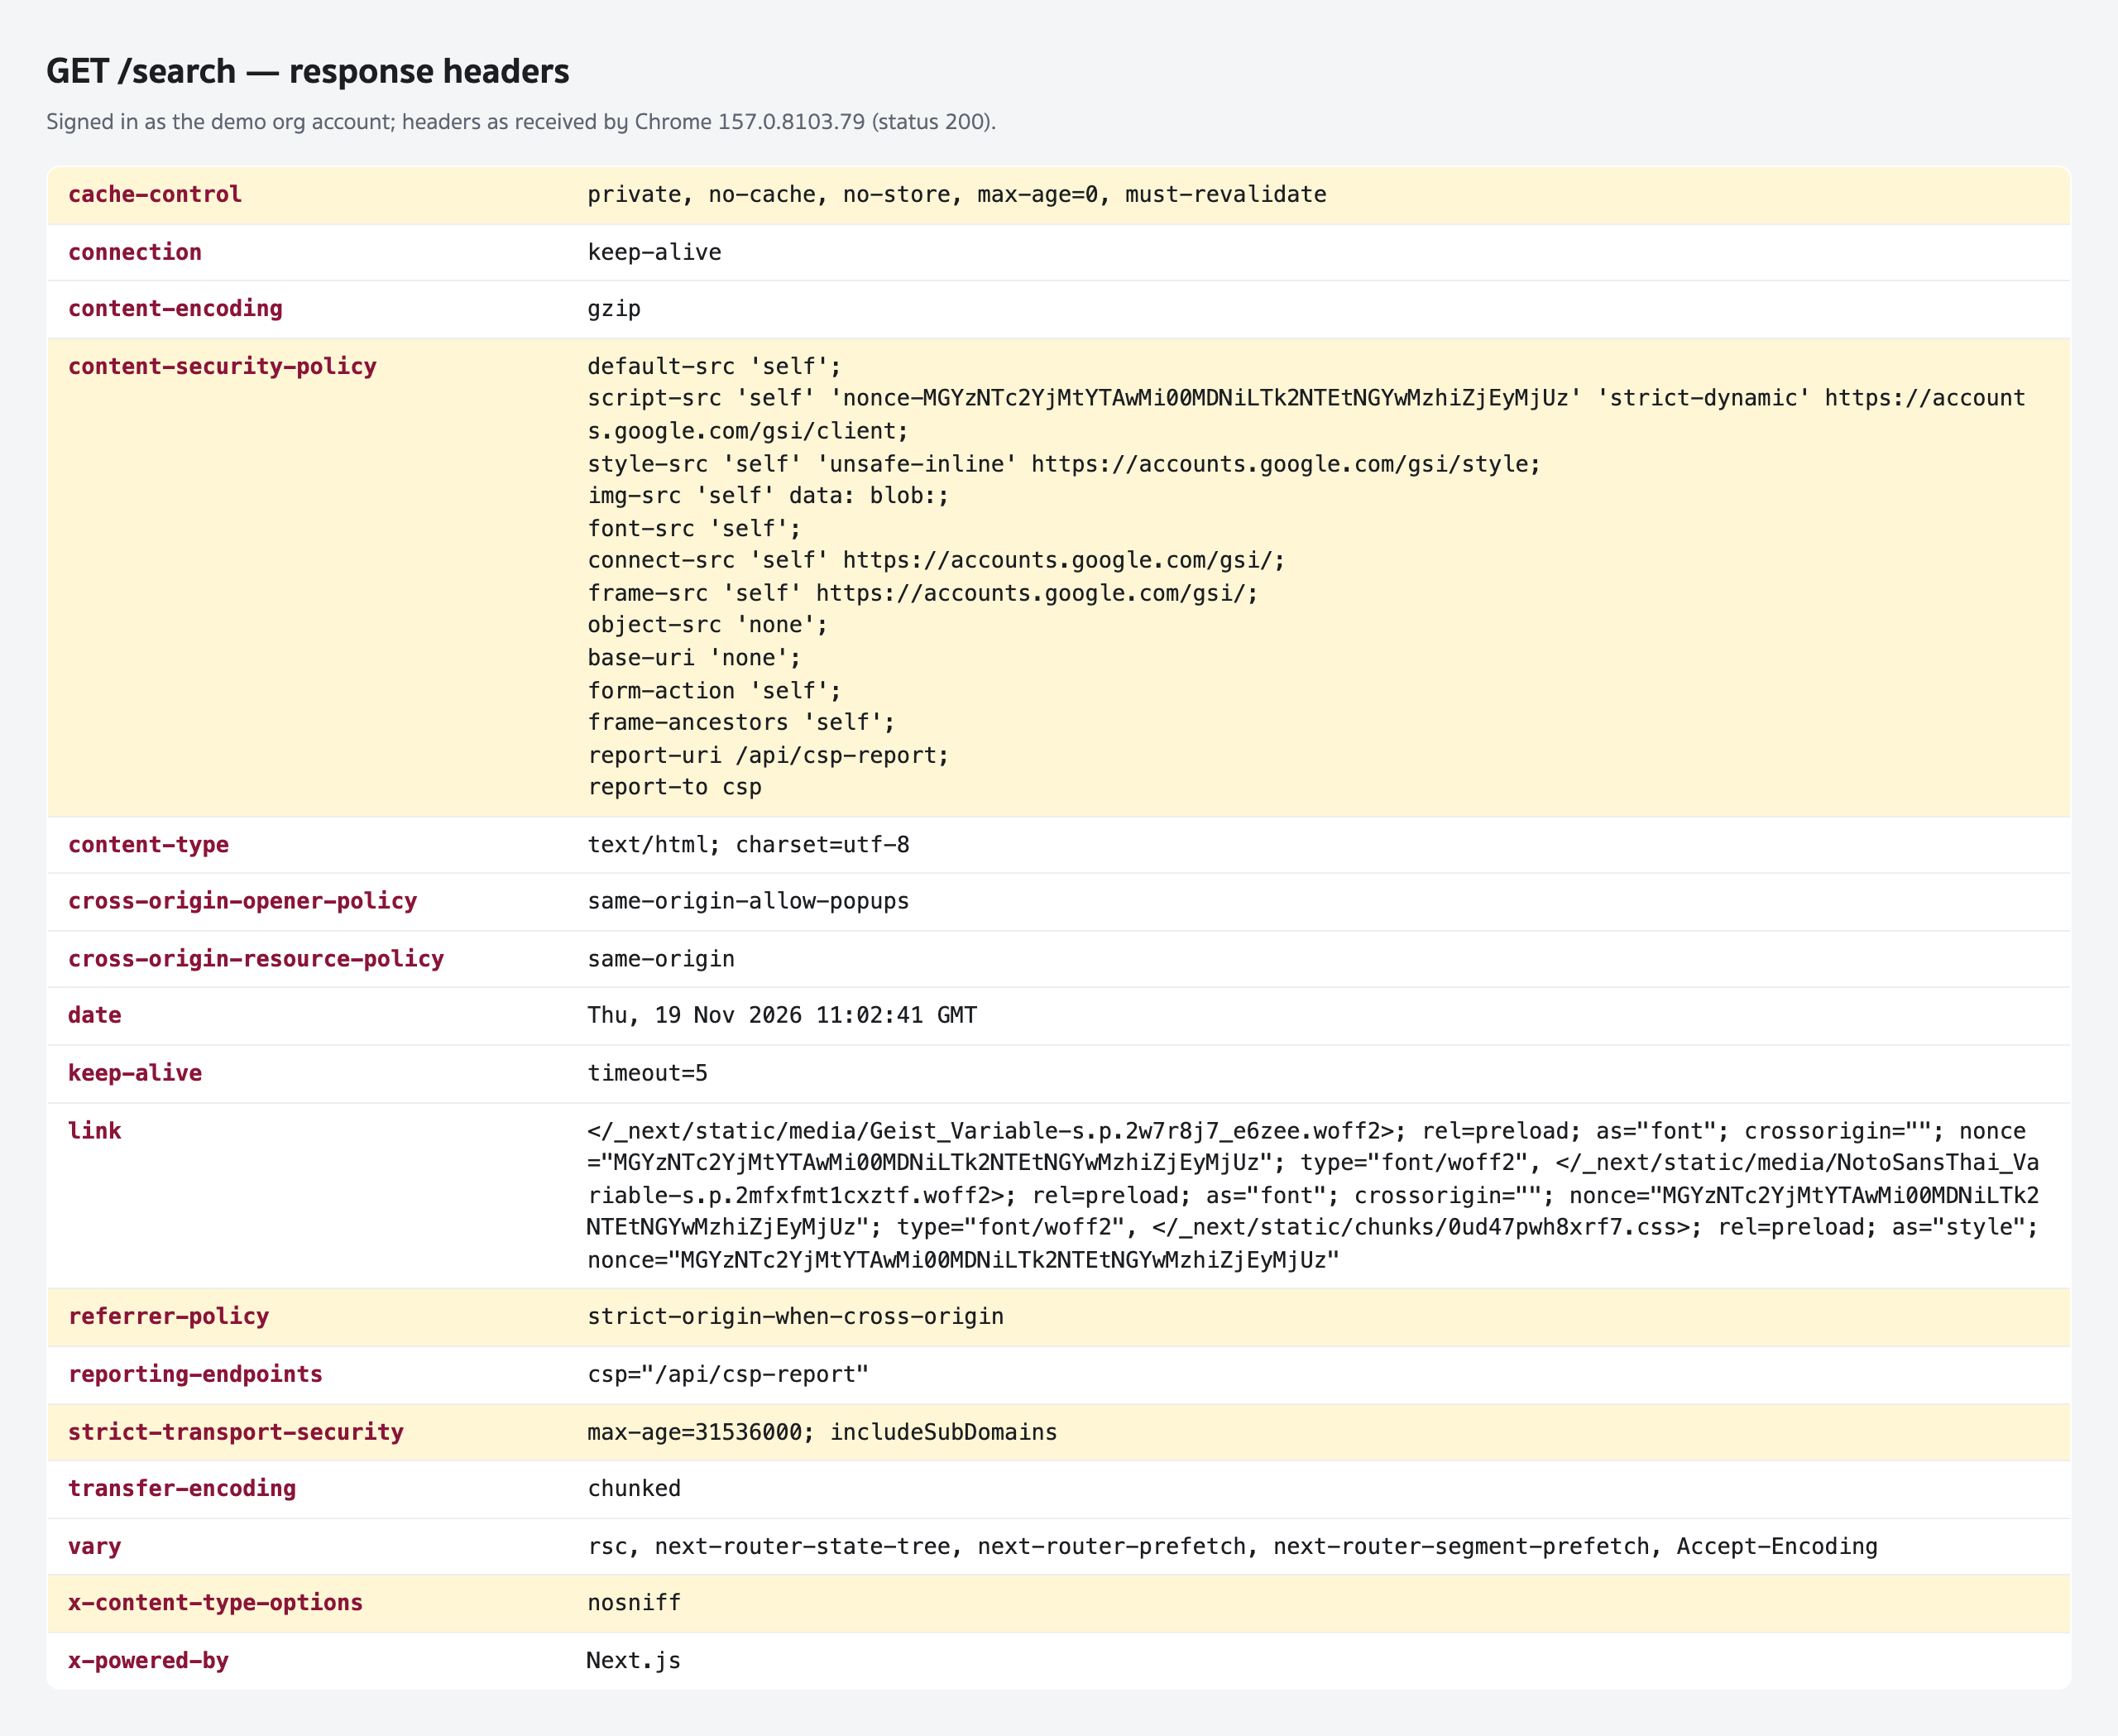 GET /search — response headers
Signed in as the demo org account; headers as received by Chrome 157.0.8103.79 (status 200).
cache-control private, no-cache, no-store, max-age=0, must-revalidate
connection keep-alive
content-encoding gzip
content-security-policy default-src 'self';
script-src 'self' 'nonce-MGYzNTc2YjMtYTAwMi00MDNiLTk2NTEtNGYwMzhiZjEyMjUz' 'strict-dynamic' https://account
s.google.com/gsi/client;
style-src 'self' 'unsafe-inline' https://accounts.google.com/gsi/style;
img-src 'self' data: blob:;
font-src 'self';
connect-src 'self' https://accounts.google.com/gsi/;
frame-src 'self' https://accounts.google.com/gsi/;
object-src 'none';
base-uri 'none';
form-action 'self';
frame-ancestors 'self';
report-uri /api/csp-report;
report-to csp
content-type text/html; charset=utf-8
cross-origin-opener-policy same-origin-allow-popups
cross-origin-resource-policy same-origin
date Thu, 19 Nov 2026 11:02:41 GMT
keep-alive timeout=5
link </_next/static/media/Geist_Variable-s.p.2w7r8j7_e6zee.woff2>; rel=preload; as="font"; crossorigin=""; nonce
="MGYzNTc2YjMtYTAwMi00MDNiLTk2NTEtNGYwMzhiZjEyMjUz"; type="font/woff2", </_next/static/media/NotoSansThai_Va
riable-s.p.2mfxfmt1cxztf.woff2>; rel=preload; as="font"; crossorigin=""; nonce="MGYzNTc2YjMtYTAwMi00MDNiLTk2
NTEtNGYwMzhiZjEyMjUz"; type="font/woff2", </_next/static/chunks/0ud47pwh8xrf7.css>; rel=preload; as="style";
nonce="MGYzNTc2YjMtYTAwMi00MDNiLTk2NTEtNGYwMzhiZjEyMjUz"
referrer-policy strict-origin-when-cross-origin
reporting-endpoints csp="/api/csp-report"
strict-transport-security max-age=31536000; includeSubDomains
transfer-encoding chunked
vary rsc, next-router-state-tree, next-router-prefetch, next-router-segment-prefetch, Accept-Encoding
x-content-type-options nosniff
x-powered-by Next.js